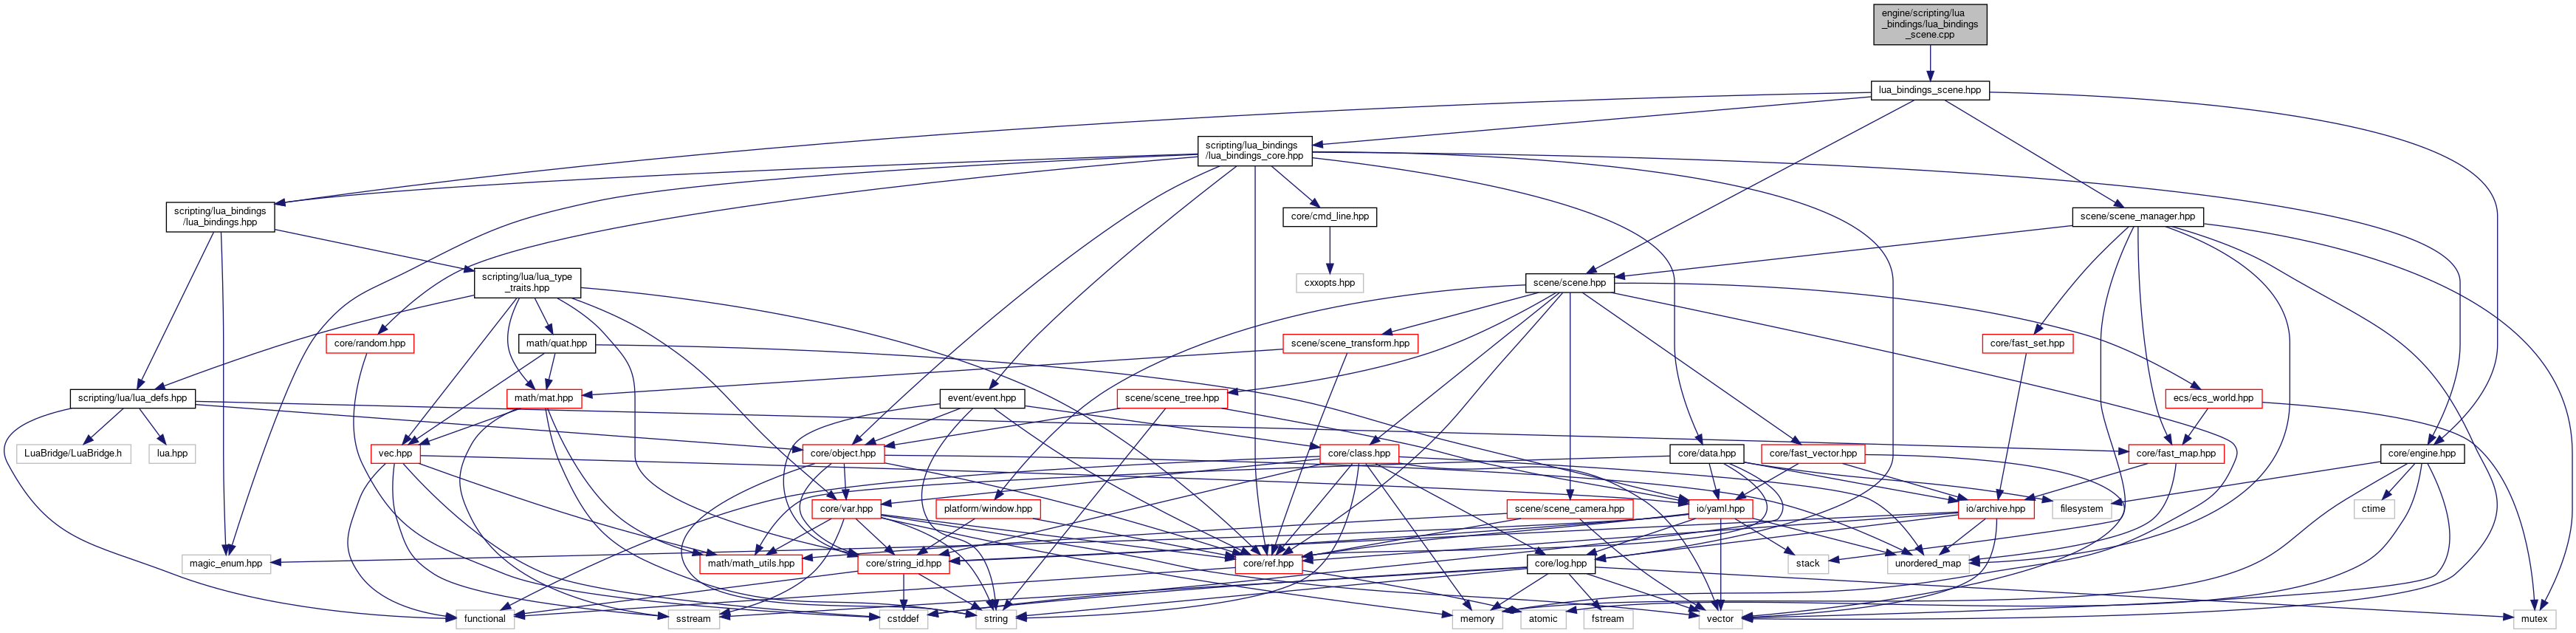 engine/scripting/lua
_bindings/lua_bindings
_scene.cpp
lua_bindings_scene.hpp
scripting/lua_bindings
/lua_bindings_core.hpp
scripting/lua_bindings
/lua_bindings.hpp
core/cmd_line.hpp
scene/scene_manager.hpp
scripting/lua/lua_type
_traits.hpp
cxxopts.hpp
scene/scene.hpp
core/random.hpp
math/quat.hpp
scene/scene_transform.hpp
core/fast_set.hpp
scripting/lua/lua_defs.hpp
math/mat.hpp
event/event.hpp
scene/scene_tree.hpp
ecs/ecs_world.hpp
LuaBridge/LuaBridge.h
lua.hpp
vec.hpp
core/object.hpp
core/class.hpp
core/data.hpp
core/fast_vector.hpp
core/fast_map.hpp
core/engine.hpp
core/var.hpp
platform/window.hpp
scene/scene_camera.hpp
io/yaml.hpp
io/archive.hpp
filesystem
ctime
magic_enum.hpp
math/math_utils.hpp
core/string_id.hpp
core/ref.hpp
core/log.hpp
stack
unordered_map
functional
sstream
cstddef
string
memory
atomic
fstream
vector
mutex